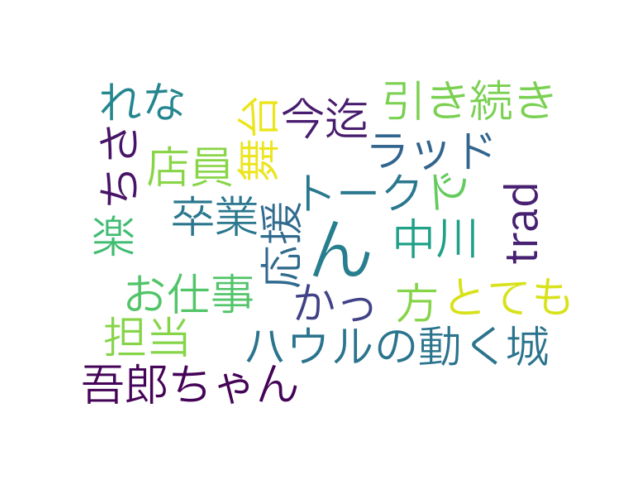 れな
引き続き
今迄
舞台
ラッド
ちさ
店員
トーク
で
trad
卒業
応援
ん
中川
楽
お仕事
かっ
方
とても
担当
ハウルの動く城
吾郎ちゃん